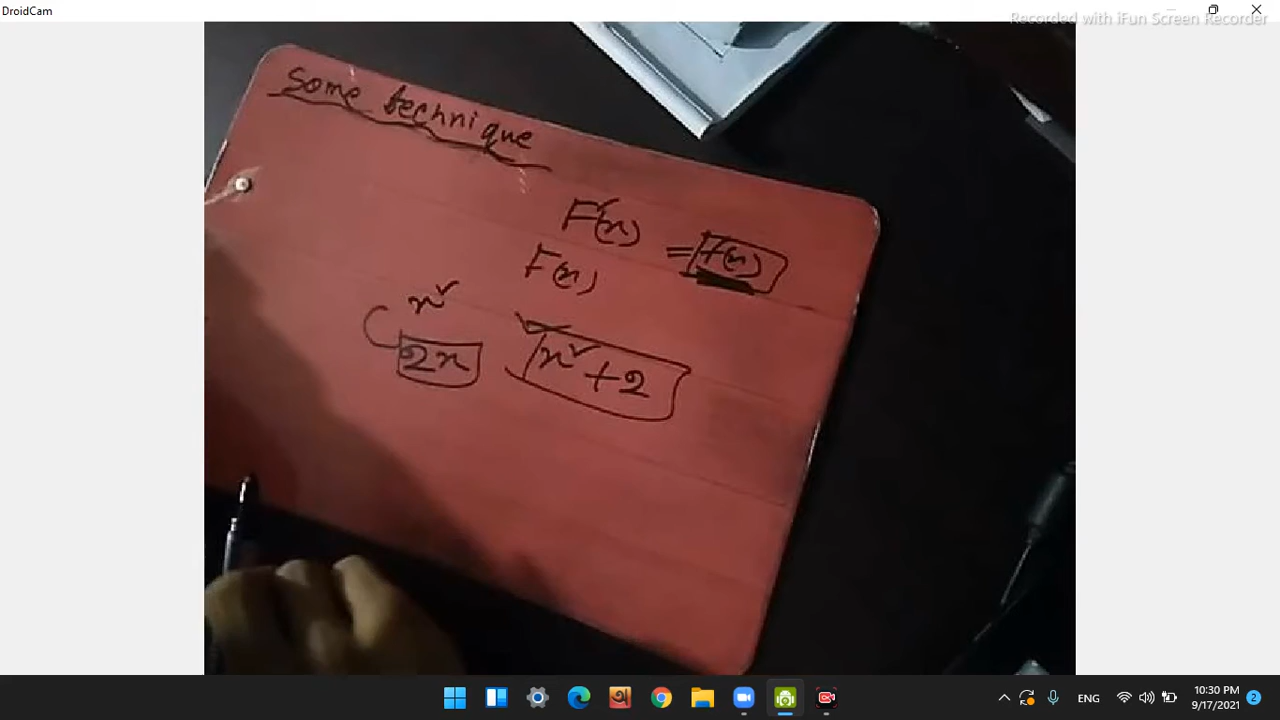 DroidCam
Recorded with iFun Screen Recorder
Some technique
F'(x) = f(x)
F(x)
x²
2x
x²+2
ENG
10:30 PM
9/17/2021
2